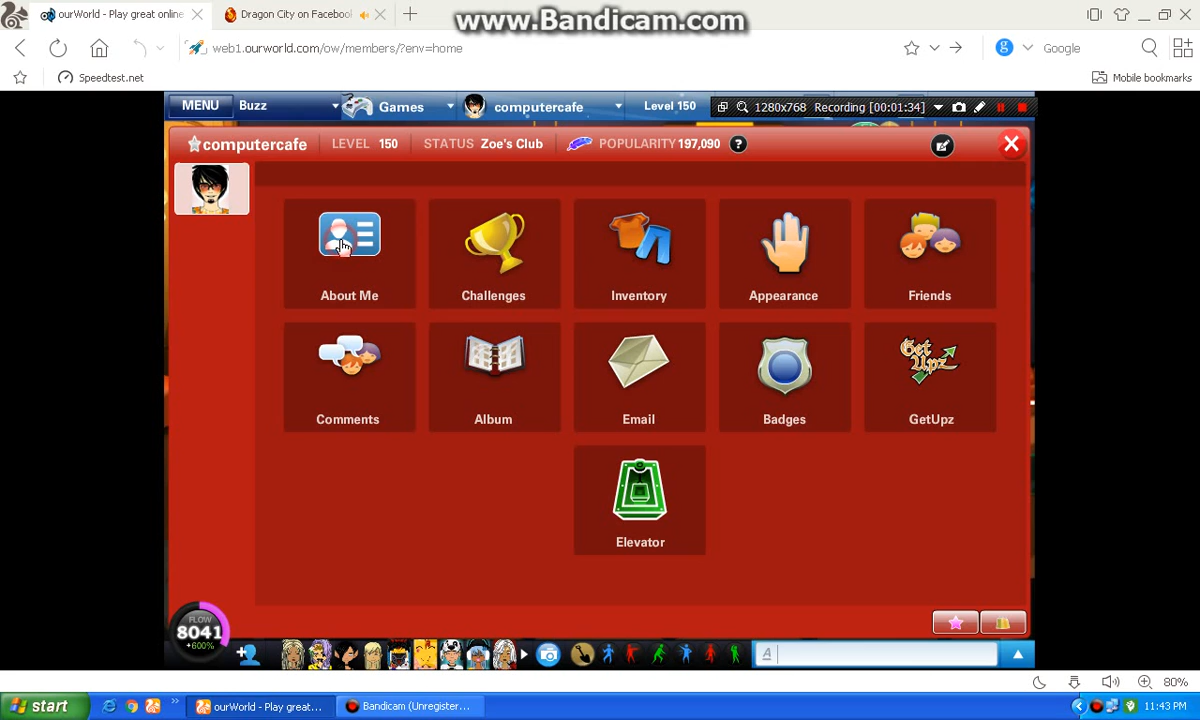 www.Bandicam.com
ourWorld - Play great online
Dragon City on Facebook
web1.ourworld.com/ow/members/?env=home
g
Google
Speedtest.net
Mobile bookmarks
MENU
Buzz
Games
computercafe
Level 150
1280x768 Recording [00:01:34]
computercafe
LEVEL 150
STATUS Zoe's Club
POPULARITY 197,090
?
About Me
Challenges
Inventory
Appearance
Friends
Comments
Album
Email
Badges
Get Upz
GetUpz
Elevator
FLOW
8041
+600%
A
80%
start
ourWorld - Play great...
Bandicam (Unregister...
11:43 PM